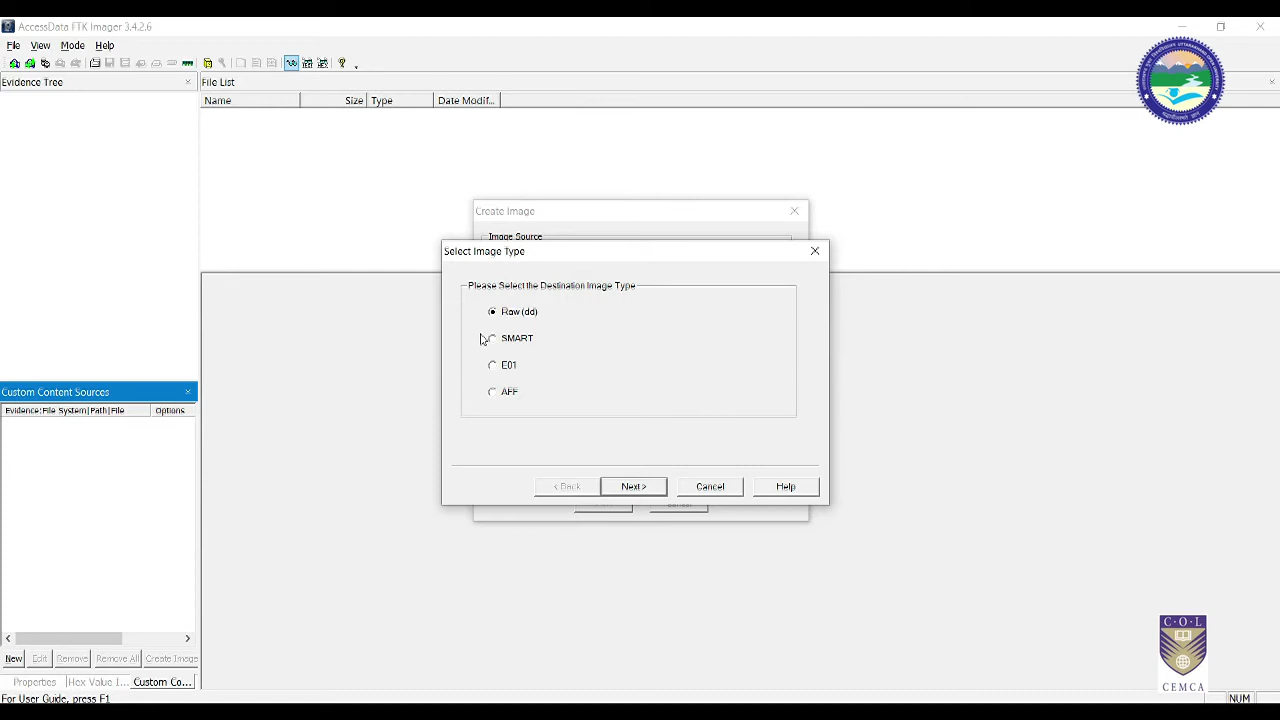 AccessData FTK Imager 3.4.2.6
File View Mode Help
Evidence Tree
File List
Name Size Type Date Modif...
Create Image
Image Source
Select Image Type
Please Select the Destination Image Type
Raw (dd)
SMART
E01
AFF
< Back Next> Cancel Help
Custom Content Sources
Evidence:File System|Path|File Options
New Edit Remove Remove All Create Image
Properties Hex Value I... Custom Co...
For User Guide, press F1
NUM
C·O·L
CEMCA